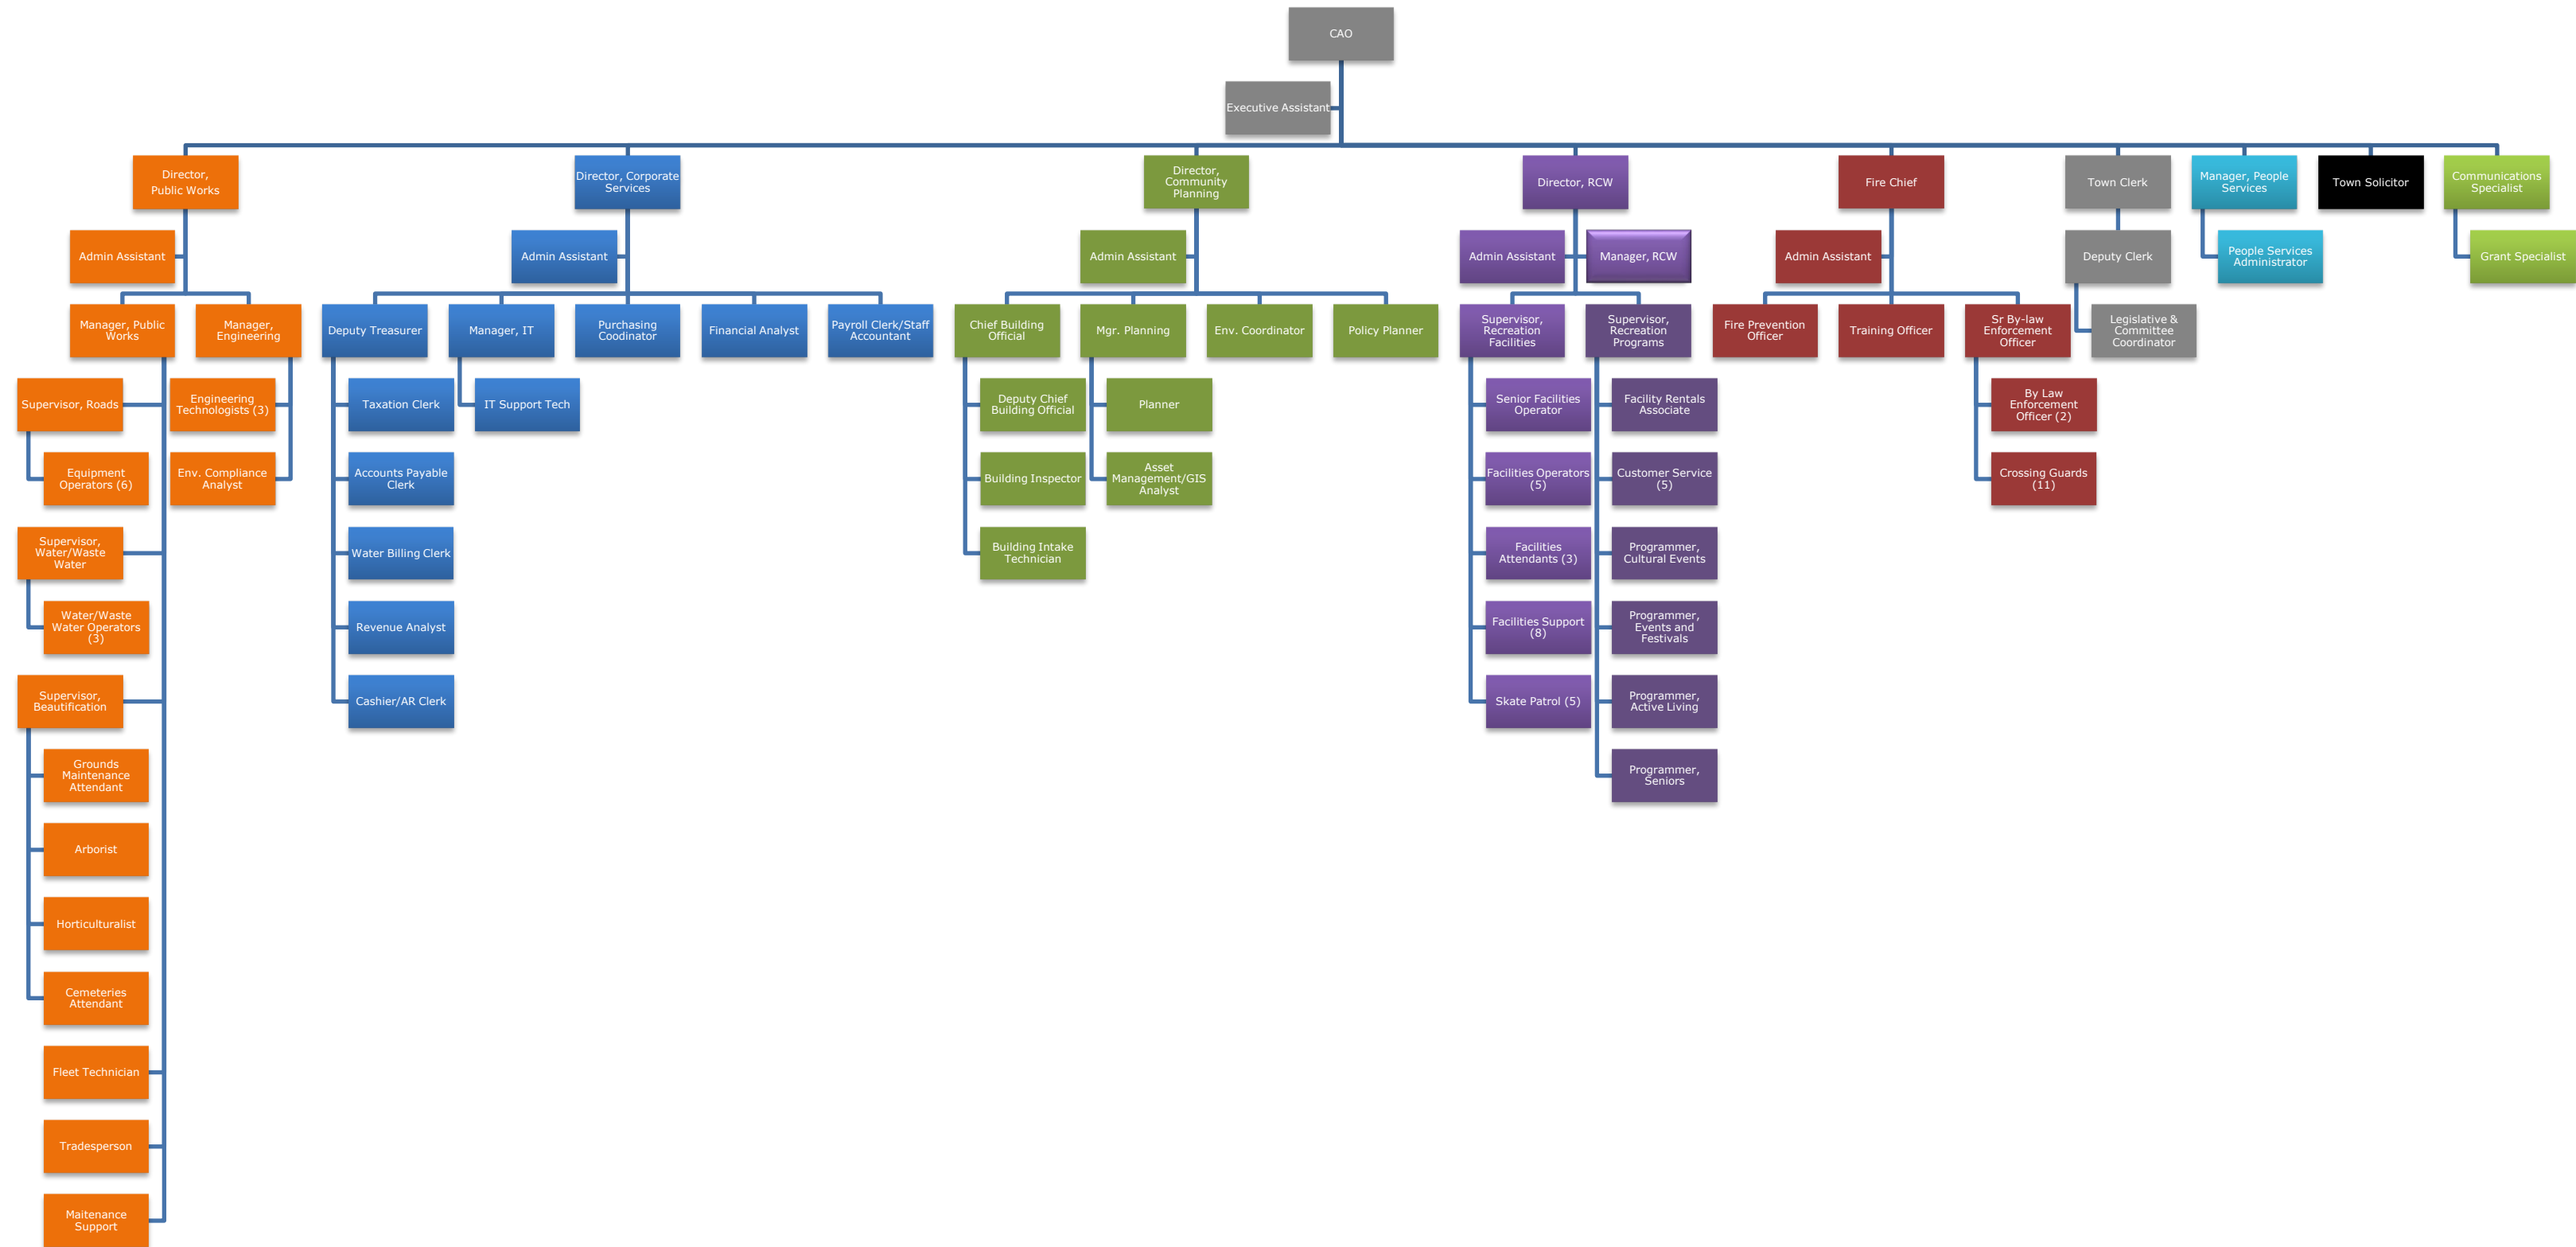 CAO
Executive Assistant
Director,
Public Works
Director, Corporate
Services
Director,
Community
Planning
Director, RCW
Fire Chief
Town Clerk
Manager, People
Services
Town Solicitor
Communications
Specialist
Admin Assistant
Admin Assistant
Admin Assistant
Admin Assistant
Manager, RCW
Admin Assistant
Deputy Clerk
People Services
Administrator
Grant Specialist
Manager, Public
Works
Manager,
Engineering
Deputy Treasurer
Manager, IT
Purchasing
Coodinator
Financial Analyst
Payroll Clerk/Staff
Accountant
Chief Building
Official
Mgr. Planning
Env. Coordinator
Policy Planner
Supervisor,
Recreation
Facilities
Supervisor,
Recreation
Programs
Fire Prevention
Officer
Training Officer
Sr By-law
Enforcement
Officer
Legislative &
Committee
Coordinator
Supervisor, Roads
Engineering
Technologists (3)
Taxation Clerk
IT Support Tech
Deputy Chief
Building Official
Planner
Senior Facilities
Operator
Facility Rentals
Associate
By Law
Enforcement
Officer (2)
Equipment
Operators (6)
Env. Compliance
Analyst
Accounts Payable
Clerk
Building Inspector
Asset
Management/GIS
Analyst
Facilities Operators
(5)
Customer Service
(5)
Crossing Guards
(11)
Supervisor,
Water/Waste
Water
Water Billing Clerk
Building Intake
Technician
Facilities
Attendants (3)
Programmer,
Cultural Events
Water/Waste
Water Operators
(3)
Revenue Analyst
Facilities Support
(8)
Programmer,
Events and
Festivals
Supervisor,
Beautification
Cashier/AR Clerk
Skate Patrol (5)
Programmer,
Active Living
Grounds
Maintenance
Attendant
Programmer,
Seniors
Arborist
Horticulturalist
Cemeteries
Attendant
Fleet Technician
Tradesperson
Maitenance
Support